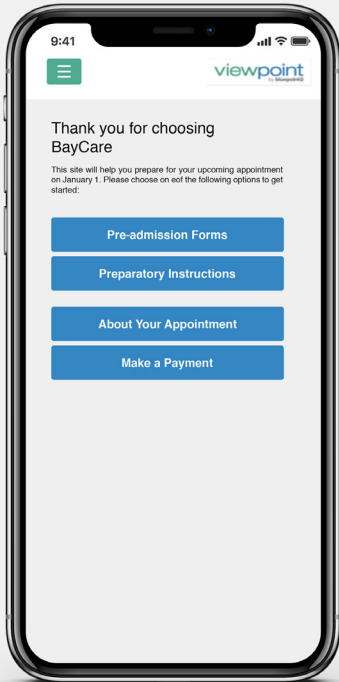 9:41
viewpoint
by bluepoint42
Thank you for choosing
BayCare
This site will help you prepare for your upcoming appointment
on January 1. Please choose on eof the following options to get
started:
Pre-admission Forms
Preparatory Instructions
About Your Appointment
Make a Payment